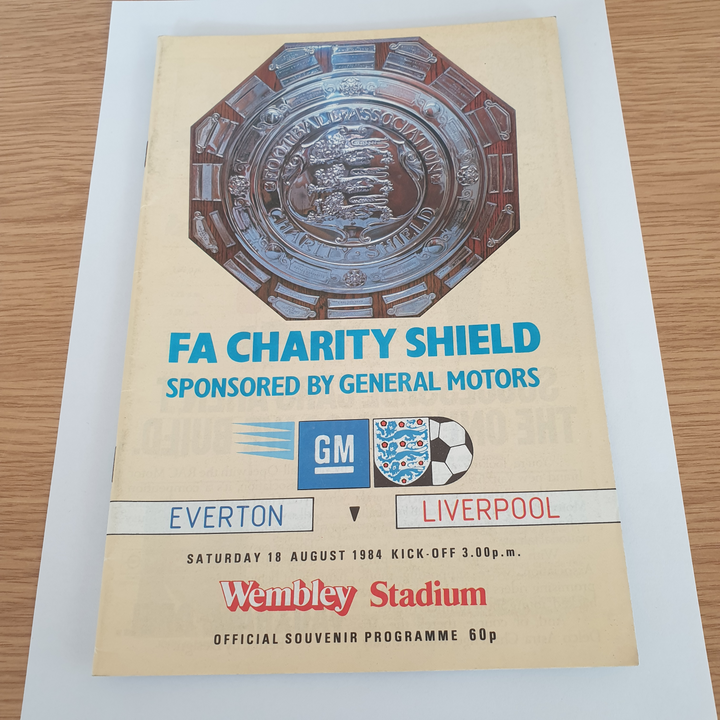 FOOTBALL ASSOCIATION
CHARITY SHIELD
FA CHARITY SHIELD
SPONSORED BY GENERAL MOTORS
GM
EVERTON v LIVERPOOL
SATURDAY 18 AUGUST 1984 KICK-OFF 3.00p.m.
Wembley Stadium
OFFICIAL SOUVENIR PROGRAMME 60p